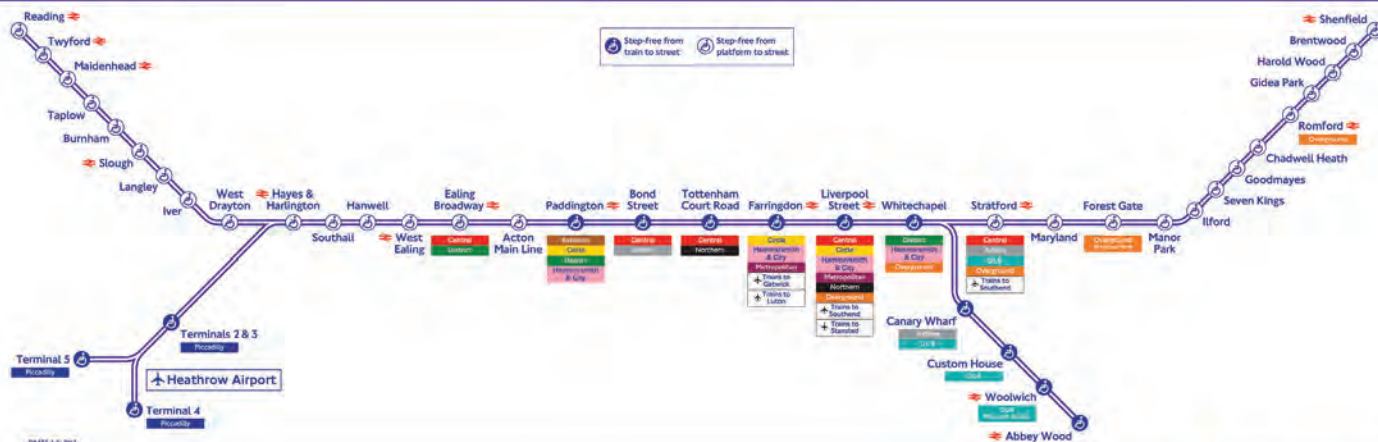 Reading
Twyford
Maidenhead
Taplow
Burnham
Slough
Langley
Iver
West
Drayton
Hayes &
Harlington
Southall
Hanwell
West
Ealing
Ealing
Broadway
Central
District
Acton
Main Line
Paddington
Bakerloo
Circle
District
Hammersmith
& City
Bond
Street
Central
Jubilee
Tottenham
Court Road
Central
Northern
Farringdon
Circle
Hammersmith
& City
Metropolitan
Trains to
Gatwick
Trains to
Luton
Liverpool
Street
Central
Circle
Hammersmith
& City
Metropolitan
Northern
Overground
Trains to
Southend
Trains to
Stansted
Whitechapel
District
Hammersmith
& City
Overground
Stratford
Central
Jubilee
DLR
Overground
Trains to
Southend
Maryland
Forest Gate
Overground
Manor
Park
Ilford
Seven Kings
Goodmayes
Chadwell Heath
Romford
Overground
Gidea Park
Harold Wood
Brentwood
Shenfield
Step-free from
train to street
Step-free from
platform to street
Terminals 2 & 3
Piccadilly
Terminal 5
Piccadilly
Heathrow Airport
Terminal 4
Piccadilly
Canary Wharf
Jubilee
DLR
Custom House
DLR
Woolwich
DLR
Abbey Wood